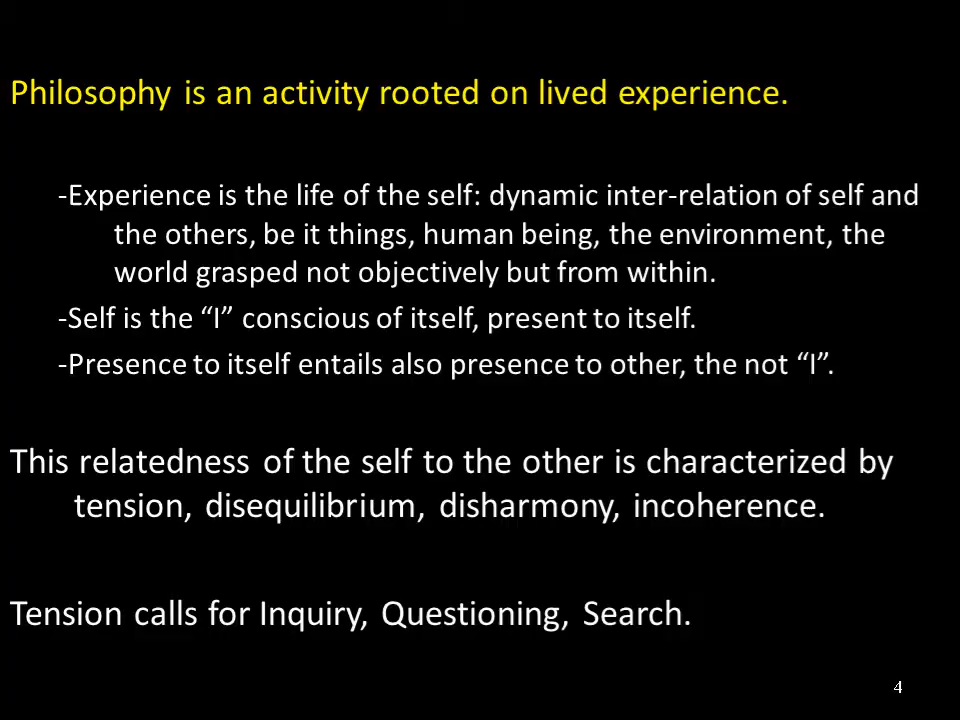 Philosophy is an activity rooted on lived experience.
-Experience is the life of the self: dynamic inter-relation of self and
the others, be it things, human being, the environment, the
world grasped not objectively but from within.
-Self is the “I” conscious of itself, present to itself.
-Presence to itself entails also presence to other, the not “I”.
This relatedness of the self to the other is characterized by
tension, disequilibrium, disharmony, incoherence.
Tension calls for Inquiry, Questioning, Search.
4